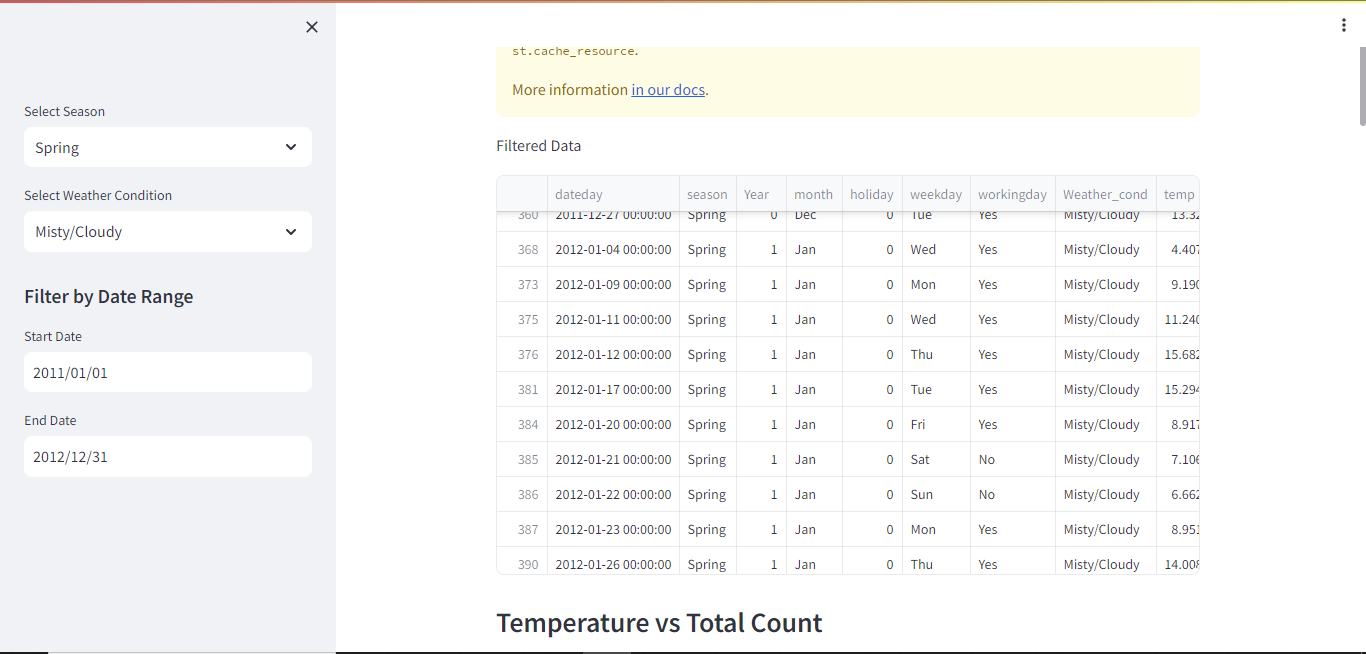 Select Season
Spring
Select Weather Condition
Misty/Cloudy
Filter by Date Range
Start Date
2011/01/01
End Date
2012/12/31
st.cache_resource.
More information in our docs.
Filtered Data
dateday season Year month holiday weekday workingday Weather_cond temp
360 2011-12-27 00:00:00 Spring 0 Dec 0 Tue Yes Misty/Cloudy 13.32
368 2012-01-04 00:00:00 Spring 1 Jan 0 Wed Yes Misty/Cloudy 4.407
373 2012-01-09 00:00:00 Spring 1 Jan 0 Mon Yes Misty/Cloudy 9.190
375 2012-01-11 00:00:00 Spring 1 Jan 0 Wed Yes Misty/Cloudy 11.240
376 2012-01-12 00:00:00 Spring 1 Jan 0 Thu Yes Misty/Cloudy 15.682
381 2012-01-17 00:00:00 Spring 1 Jan 0 Tue Yes Misty/Cloudy 15.294
384 2012-01-20 00:00:00 Spring 1 Jan 0 Fri Yes Misty/Cloudy 8.917
385 2012-01-21 00:00:00 Spring 1 Jan 0 Sat No Misty/Cloudy 7.106
386 2012-01-22 00:00:00 Spring 1 Jan 0 Sun No Misty/Cloudy 6.662
387 2012-01-23 00:00:00 Spring 1 Jan 0 Mon Yes Misty/Cloudy 8.951
390 2012-01-26 00:00:00 Spring 1 Jan 0 Thu Yes Misty/Cloudy 14.008
Temperature vs Total Count